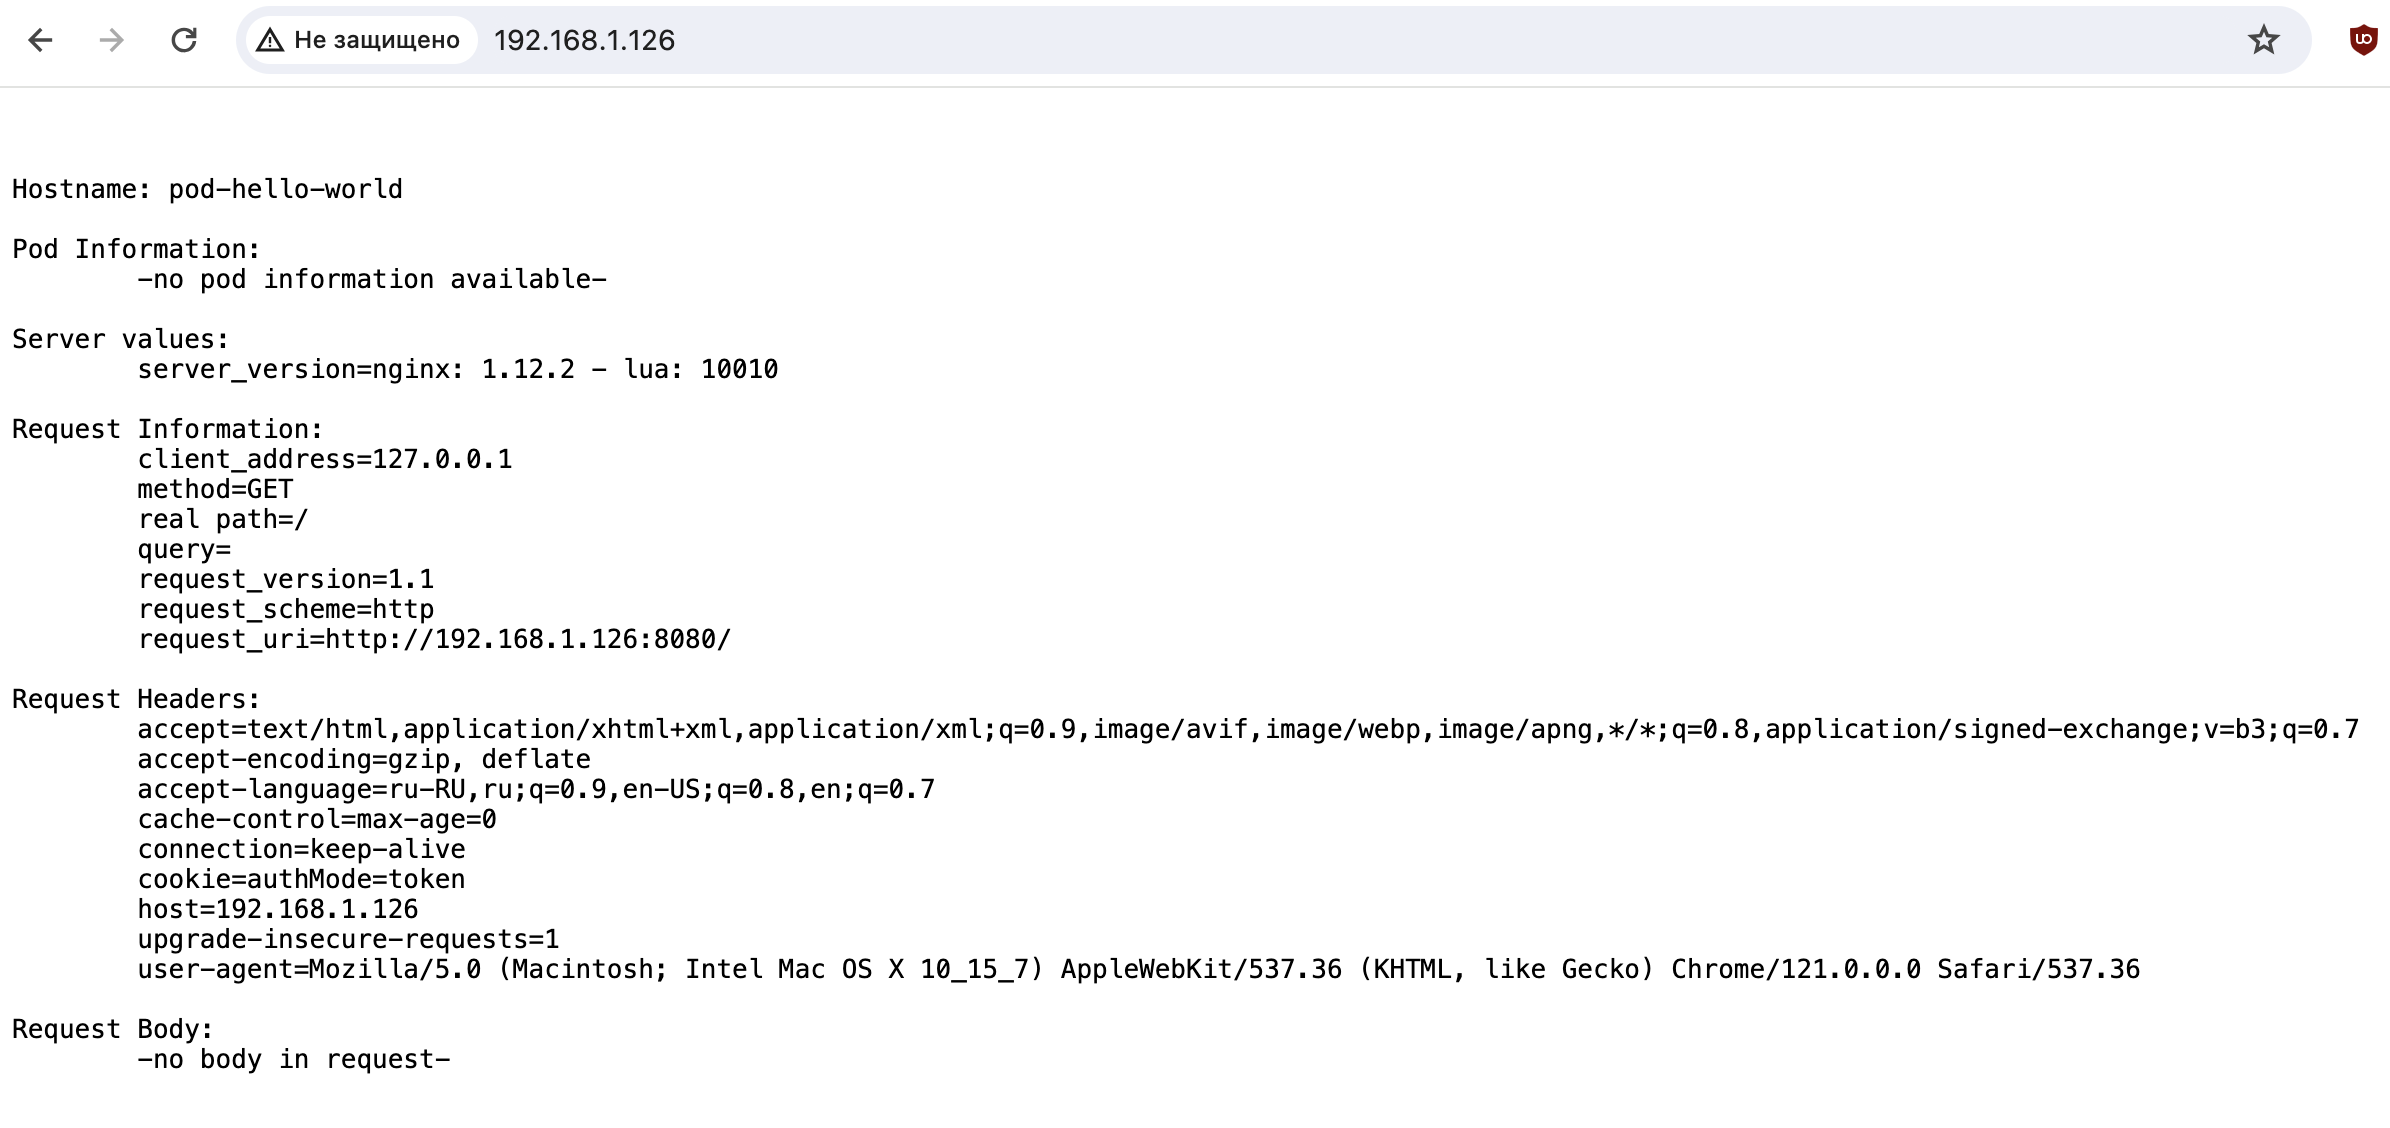 Не защищено 192.168.1.126
Hostname: pod-hello-world
Pod Information:
-no pod information available-
Server values:
server_version=nginx: 1.12.2 - lua: 10010
Request Information:
client_address=127.0.0.1
method=GET
real path=/
query=
request_version=1.1
request_scheme=http
request_uri=http://192.168.1.126:8080/
Request Headers:
accept=text/html,application/xhtml+xml,application/xml;q=0.9,image/avif,image/webp,image/apng,*/*;q=0.8,application/signed-exchange;v=b3;q=0.7
accept-encoding=gzip, deflate
accept-language=ru-RU,ru;q=0.9,en-US;q=0.8,en;q=0.7
cache-control=max-age=0
connection=keep-alive
cookie=authMode=token
host=192.168.1.126
upgrade-insecure-requests=1
user-agent=Mozilla/5.0 (Macintosh; Intel Mac OS X 10_15_7) AppleWebKit/537.36 (KHTML, like Gecko) Chrome/121.0.0.0 Safari/537.36
Request Body:
-no body in request-